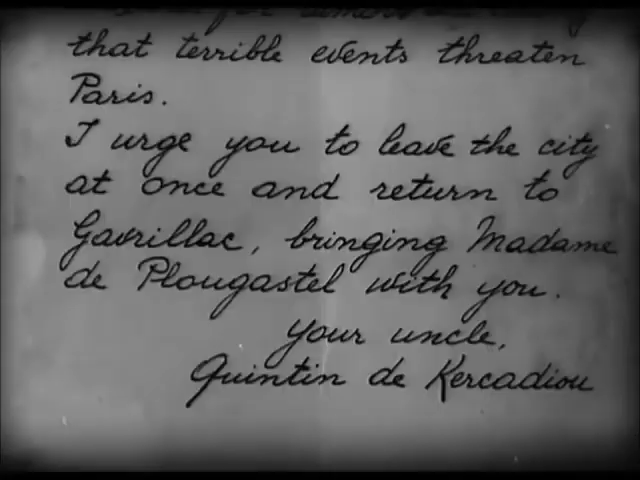 that terrible events threaten
Paris.
I urge you to leave the city
at once and return to
Gavrillac, bringing Madame
de Plougastel with you.
Your uncle,
Quintin de Kercadiou